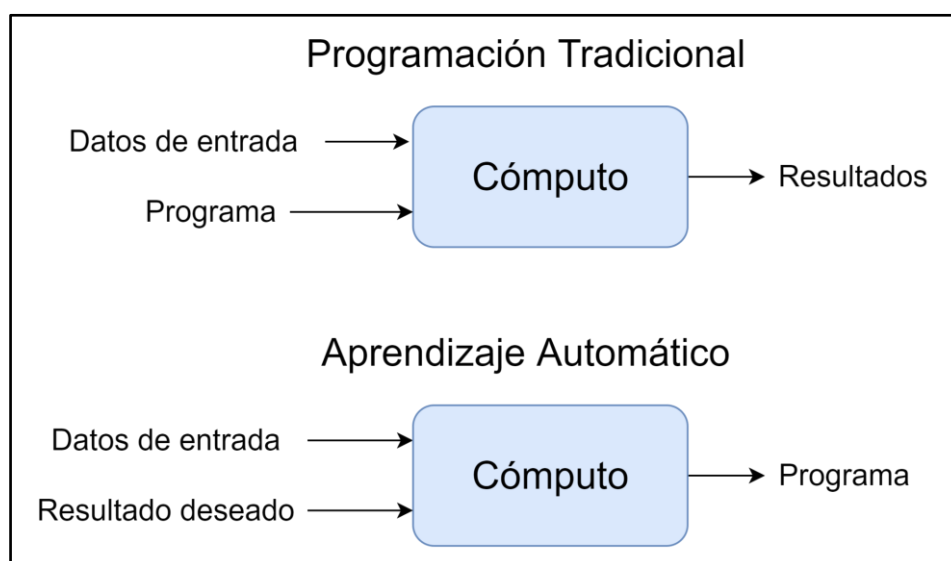 Programación Tradicional
Datos de entrada
Programa
Cómputo
Resultados
Aprendizaje Automático
Datos de entrada
Resultado deseado
Cómputo
Programa